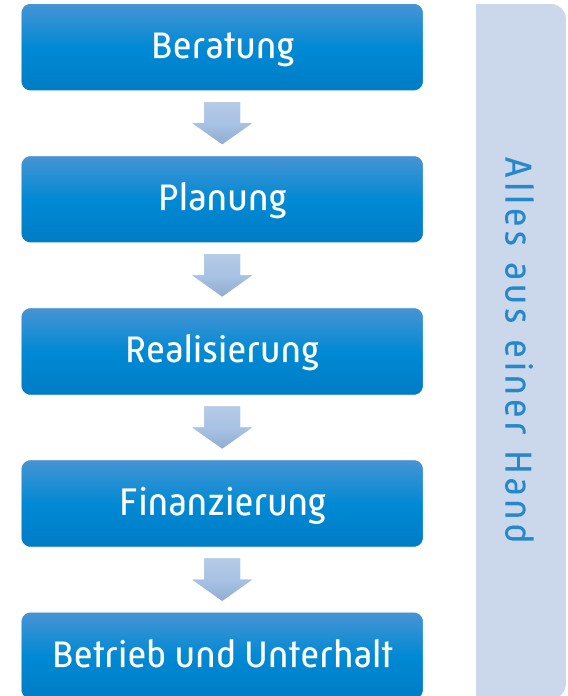 Beratung
Planung
Realisierung
Finanzierung
Betrieb und Unterhalt
Alles aus einer Hand